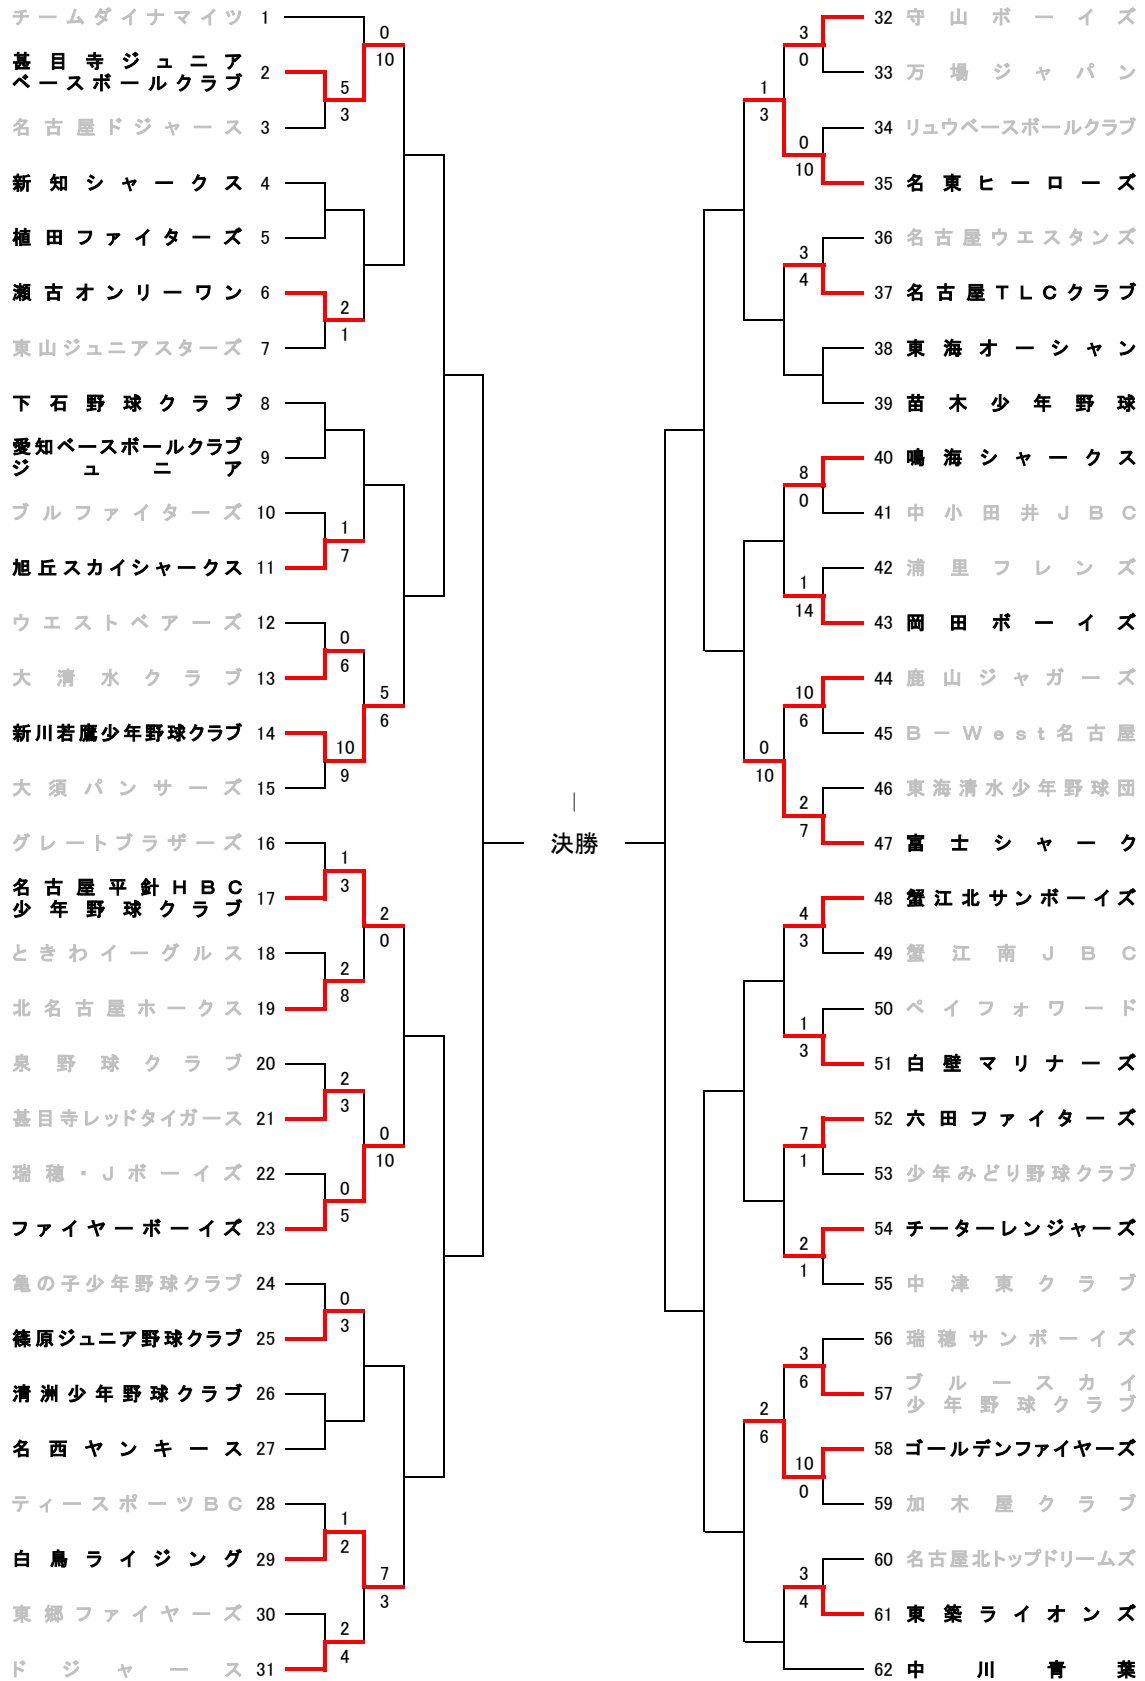 チームダイナマイツ 1
甚目寺ジュニア
ベースボールクラブ 2
名古屋ドジャース 3
新知シャークス 4
植田ファイターズ 5
瀬古オンリーワン 6
東山ジュニアスターズ 7
下石野球クラブ 8
愛知ベースボールクラブ
ジュニア 9
ブルファイターズ 10
旭丘スカイシャークス 11
ウエストベアーズ 12
大清水クラブ 13
新川若鷹少年野球クラブ 14
大須パンサーズ 15
グレートブラザーズ 16
名古屋平針HBC
少年野球クラブ 17
ときわイーグルス 18
北名古屋ホークス 19
泉野球クラブ 20
甚目寺レッドタイガース 21
瑞穂・Jボーイズ 22
ファイヤーボーイズ 23
亀の子少年野球クラブ 24
篠原ジュニア野球クラブ 25
清洲少年野球クラブ 26
名西ヤンキース 27
ティースポーツBC 28
白鳥ライジング 29
東郷ファイヤーズ 30
ドジャース 31
0
10
5
3
2
1
1
7
0
6
5
6
10
9
1
3
2
0
2
8
2
3
0
10
0
5
0
3
1
2
7
3
2
4
|
決勝
3
0
1
3
0
10
3
4
8
0
1
14
10
6
0
10
2
7
4
3
1
3
7
1
2
1
3
6
2
6
10
0
3
4
32 守山ボーイズ
33 万場ジャパン
34 リュウベースボールクラブ
35 名東ヒーローズ
36 名古屋ウエスタンズ
37 名古屋TLCクラブ
38 東海オーシャン
39 苗木少年野球
40 鳴海シャークス
41 中小田井JBC
42 浦里フレンズ
43 岡田ボーイズ
44 鹿山ジャガーズ
45 B-West名古屋
46 東海清水少年野球団
47 富士シャーク
48 蟹江北サンボーイズ
49 蟹江南JBC
50 ペイフォワード
51 白壁マリナーズ
52 六田ファイターズ
53 少年みどり野球クラブ
54 チーターレンジャーズ
55 中津東クラブ
56 瑞穂サンボーイズ
57 ブルースカイ
少年野球クラブ
58 ゴールデンファイヤーズ
59 加木屋クラブ
60 名古屋北トップドリームズ
61 東築ライオンズ
62 中川青葉